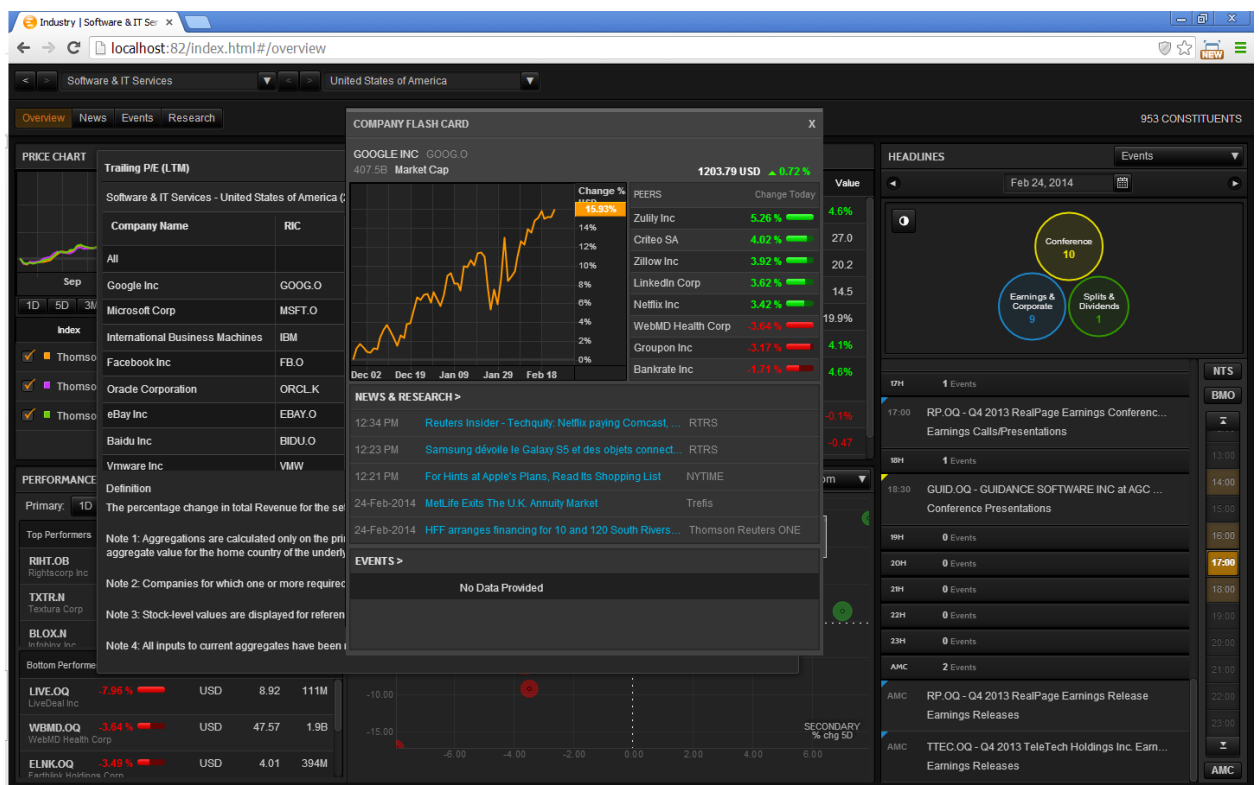 Industry | Software & IT Ser
localhost:82/index.html#/overview
NEW
Software & IT Services
United States of America
Overview News Events Research
953 CONSTITUENTS
PRICE CHART
Sep
1D 5D 3M
Index
Thomso
Thomso
Thomso
Trailing P/E (LTM)
Software & IT Services - United States of America (
Company Name RIC
All
Google Inc GOOG.O
Microsoft Corp MSFT.O
International Business Machines IBM
Facebook Inc FB.O
Oracle Corporation ORCL.K
eBay Inc EBAY.O
Baidu Inc BIDU.O
Vmware Inc VMW
Definition
The percentage change in total Revenue for the se
Note 1: Aggregations are calculated only on the pri
aggregate value for the home country of the underly
Note 2: Companies for which one or more required
Note 3: Stock-level values are displayed for referen
Note 4: All inputs to current aggregates have been
COMPANY FLASH CARD X
GOOGLE INC GOOG.O
407.5B Market Cap
1203.79 USD 0.72 %
Change %
15.93%
14%
12%
10%
8%
6%
4%
2%
0%
Dec 02 Dec 19 Jan 09 Jan 29 Feb 18
PEERS Change Today
Zulily Inc 5.26 %
Criteo SA 4.02 %
Zillow Inc 3.92 %
LinkedIn Corp 3.62 %
Netflix Inc 3.42 %
WebMD Health Corp -3.64 %
Groupon Inc -3.17 %
Bankrate Inc -1.71 %
NEWS & RESEARCH >
12:34 PM Reuters Insider - Techquity: Netflix paying Comcast, ... RTRS
12:23 PM Samsung dévoile le Galaxy S5 et des objets connect... RTRS
12:21 PM For Hints at Apple's Plans, Read Its Shopping List NYTIME
24-Feb-2014 MetLife Exits The U.K. Annuity Market Trefis
24-Feb-2014 HFF arranges financing for 10 and 120 South Rivers... Thomson Reuters ONE
EVENTS >
No Data Provided
Value
4.6%
27.0
20.2
14.5
19.9%
4.1%
4.6%
-0.1%
-0.47
om
PERFORMANCE
Primary: 1D
Top Performers
RIHT.OB
Rightscorp Inc
TXTR.N
Textura Corp
BLOX.N
Infoblox Inc
Bottom Performe
LIVE.OQ -7.96 % USD 8.92 111M
LiveDeal Inc
WBMD.OQ -3.64 % USD 47.57 1.9B
WebMD Health Corp
ELNK.OQ -3.49 % USD 4.01 394M
Earthlink Holdings Corp
-10.00
-15.00
-6.00 -4.00 -2.00 0.00 2.00 4.00 6.00
SECONDARY
% chg 5D
HEADLINES
Events
Feb 24, 2014
Conference
10
Earnings &
Corporate
9
Splits &
Dividends
1
17H 1 Events
17:00 RP.OQ - Q4 2013 RealPage Earnings Conferenc...
Earnings Calls/Presentations
18H 1 Events
18:30 GUID.OQ - GUIDANCE SOFTWARE INC at AGC ...
Conference Presentations
19H 0 Events
20H 0 Events
21H 0 Events
22H 0 Events
23H 0 Events
AMC 2 Events
AMC RP.OQ - Q4 2013 RealPage Earnings Release
Earnings Releases
AMC TTEC.OQ - Q4 2013 TeleTech Holdings Inc. Earn...
Earnings Releases
NTS
BMO
13:00
14:00
15:00
16:00
17:00
18:00
19:00
20:00
21:00
22:00
23:00
AMC